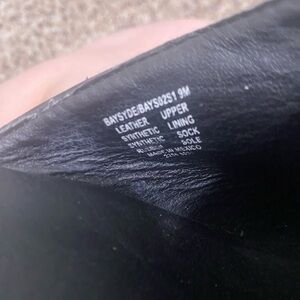 BAYSYDE/BAYS02S1 9M
LEATHER UPPER
SYNTHETIC LINING
SYNTHETIC SOCK
SOLE
MADE IN MEXICO